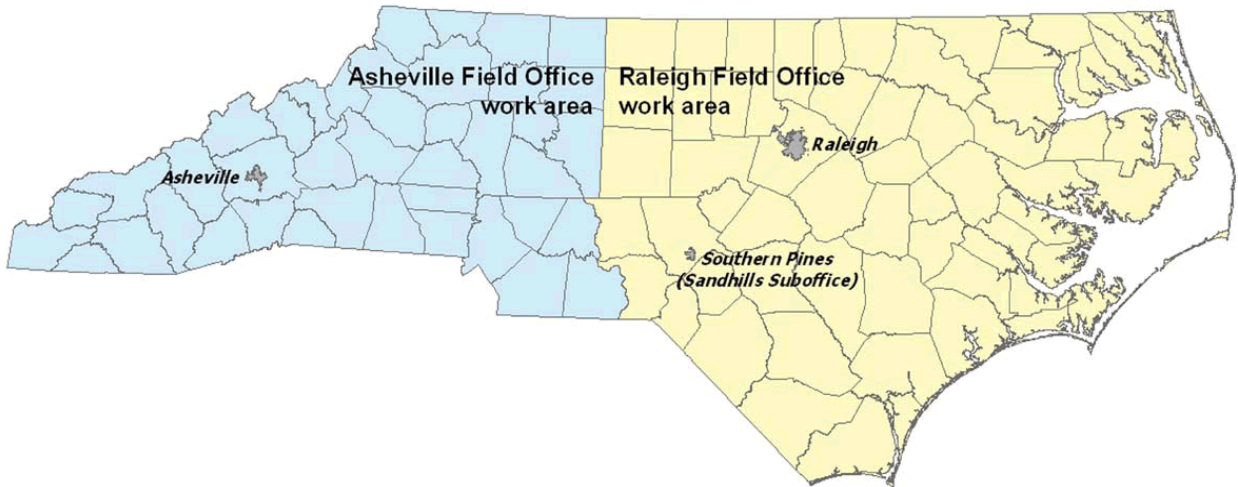 Asheville Field Office
work area
Raleigh Field Office
work area
Raleigh
Asheville
Southern Pines
(Sandhills Suboffice)